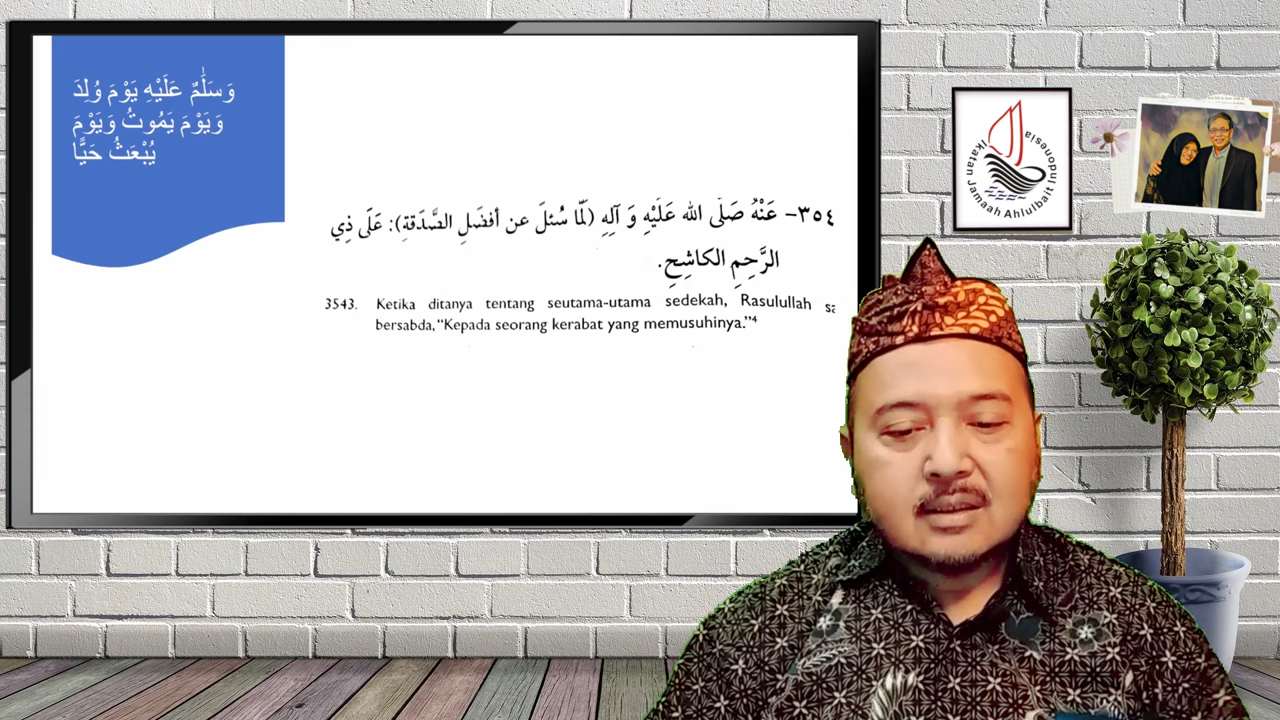 وَسَلَٰمٌ عَلَيْهِ يَوْمَ وُلِدَ
وَيَوْمَ يَمُوتُ وَيَوْمَ
يُبْعَثُ حَيًّا
٣٥٤- عَنْهُ صَلَّى الله عَلَيْهِ وَ آلِهِ (لَمّا سُئلَ عن أفضَلِ الصَّدَقةِ): عَلَى ذِي
الرَّحِمِ الكاشِحِ.
3543. Ketika ditanya tentang seutama-utama sedekah, Rasulullah sa
bersabda, “Kepada seorang kerabat yang memusuhinya.”4
Ikatan Jamaah Ahlulbait Indonesia